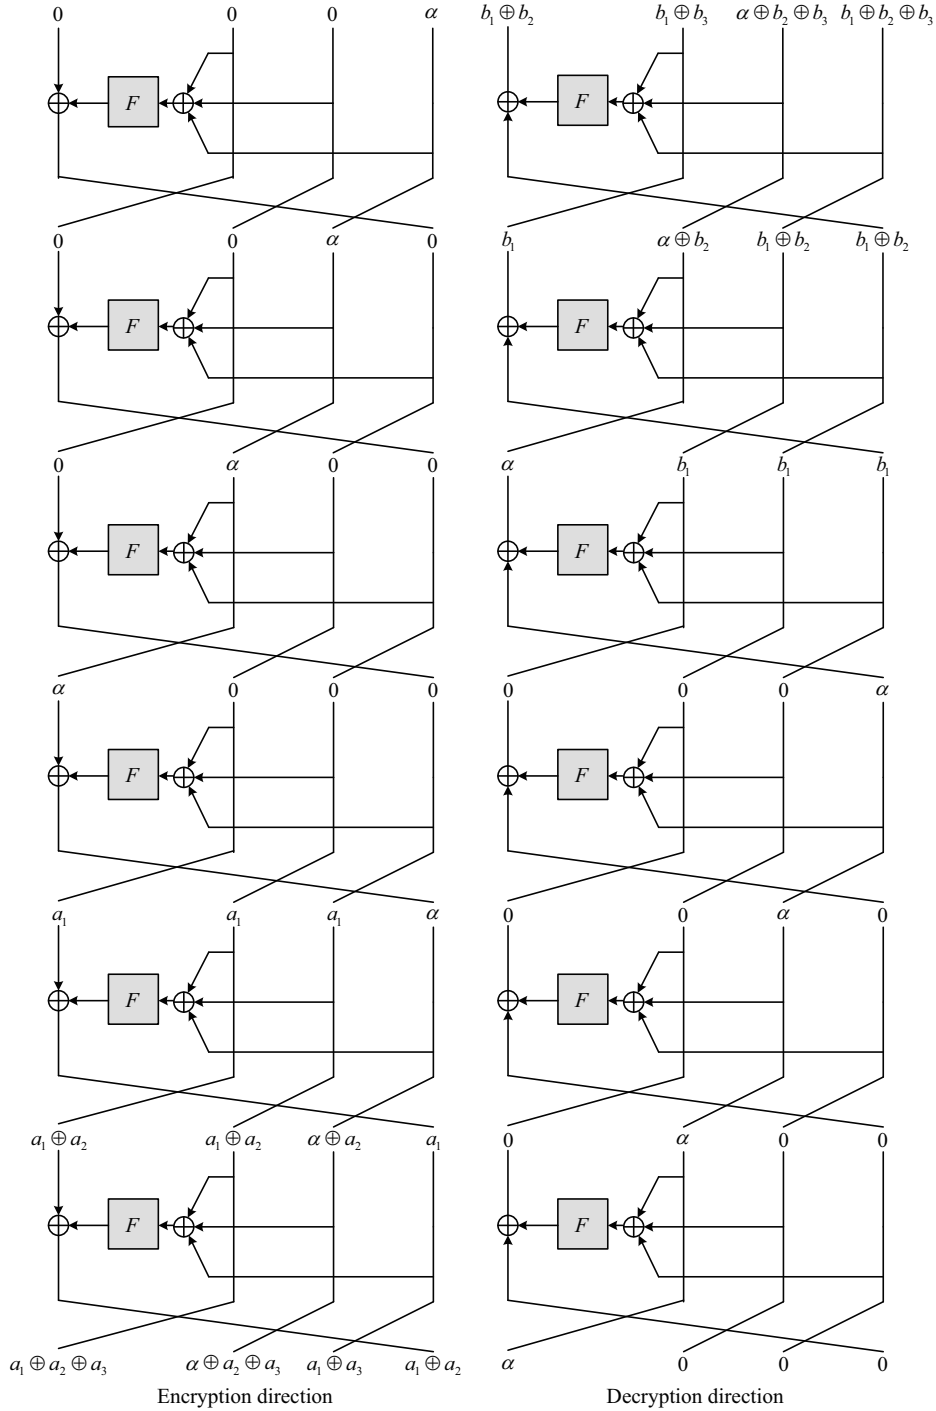 0 0 0 α b₁ ⊕ b₂ b₁ ⊕ b₃ α ⊕ b₂ ⊕ b₃ b₁ ⊕ b₂ ⊕ b₃
F F
0 0 α 0 b₁ α ⊕ b₂ b₁ ⊕ b₂ b₁ ⊕ b₂
F F
0 α 0 0 α b₁ b₁ b₁
F F
α 0 0 0 0 0 0 α
F F
a₁ a₁ a₁ α 0 0 α 0
F F
a₁ ⊕ a₂ a₁ ⊕ a₂ α ⊕ a₂ a₁ 0 α 0 0
F F
a₁ ⊕ a₂ ⊕ a₃ α ⊕ a₂ ⊕ a₃ a₁ ⊕ a₃ a₁ ⊕ a₂ α 0 0 0
Encryption direction Decryption direction